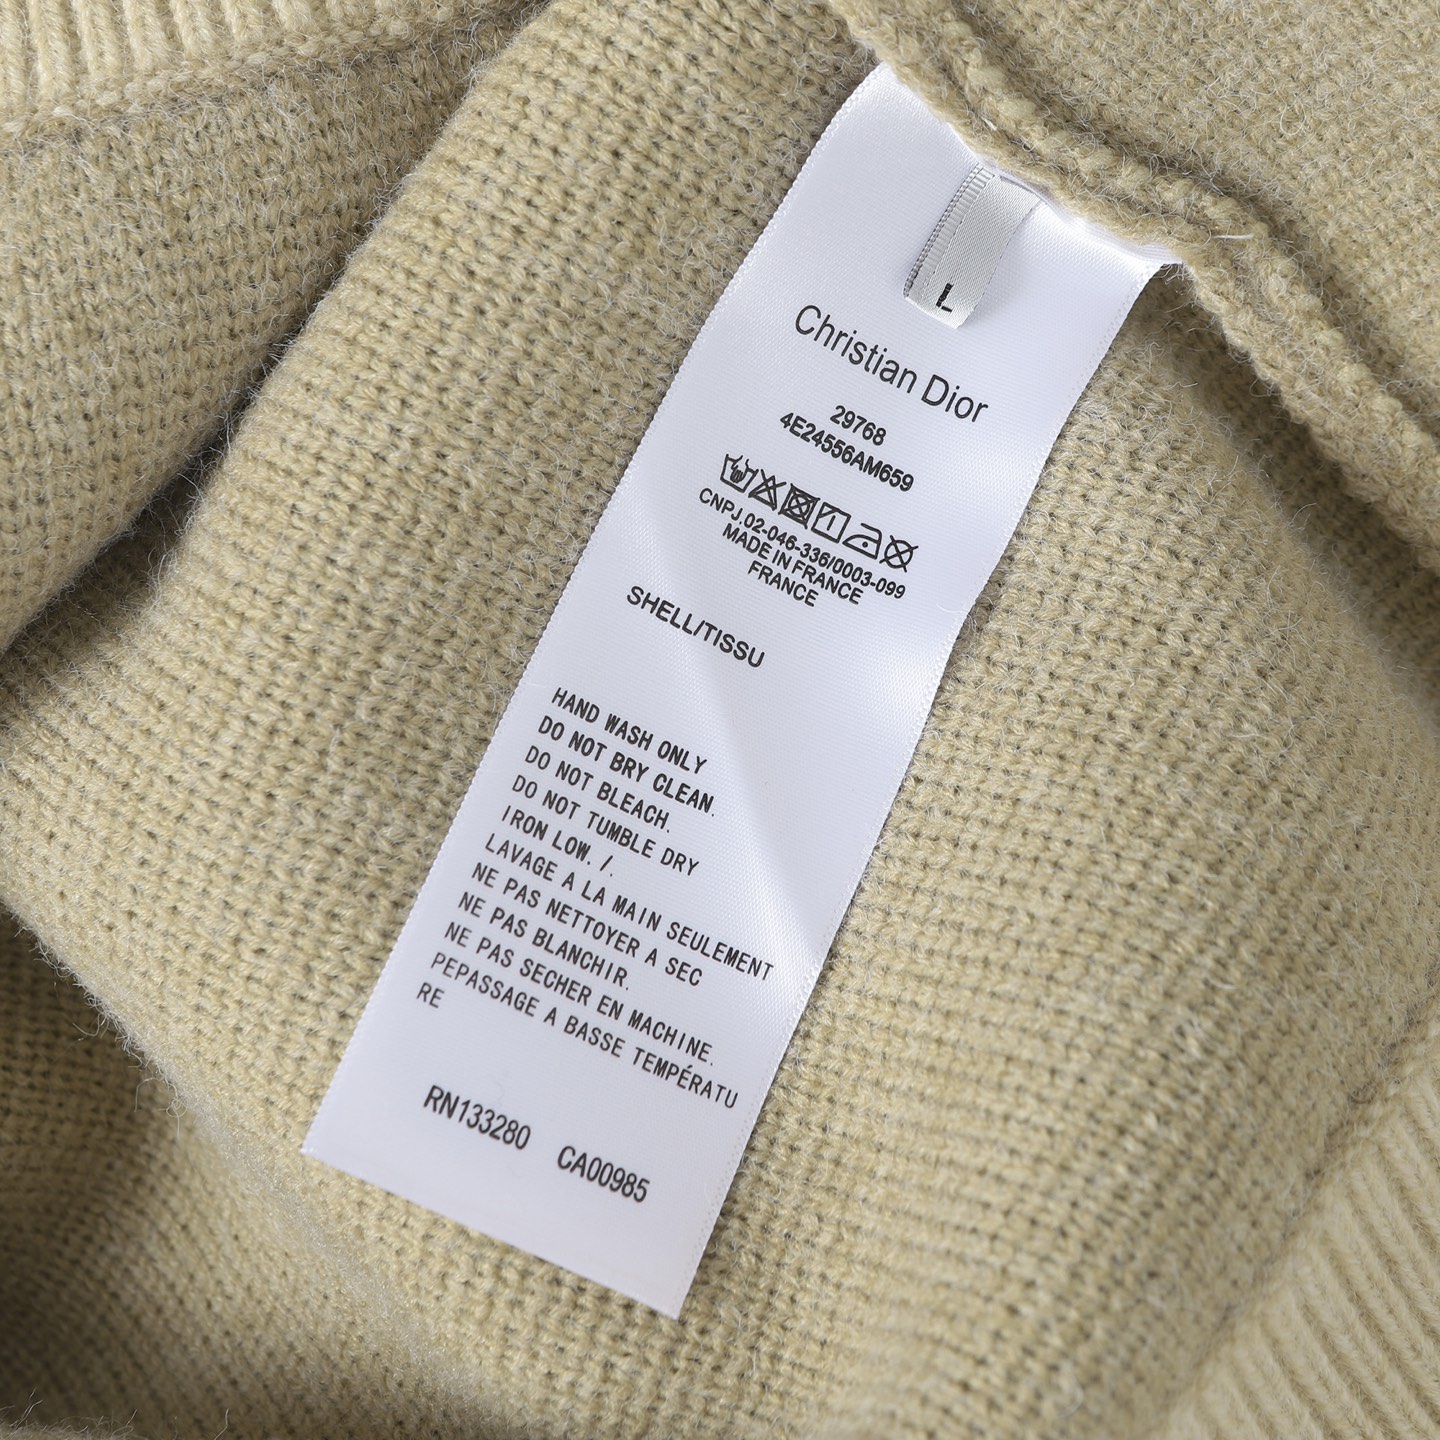 L
Christian Dior
29768
4E24556AM659
CNPJ.02-046-336/0003-099
MADE IN FRANCE
FRANCE
SHELL/TISSU
HAND WASH ONLY
DO NOT BRY CLEAN.
DO NOT BLEACH.
DO NOT TUMBLE DRY
IRON LOW. /.
LAVAGE A LA MAIN SEULEMENT
NE PAS NETTOYER A SEC
NE PAS BLANCHIR.
NE PAS SECHER EN MACHINE.
PEPASSAGE A BASSE TEMPÉRATU
RE
RN133280 CA00985